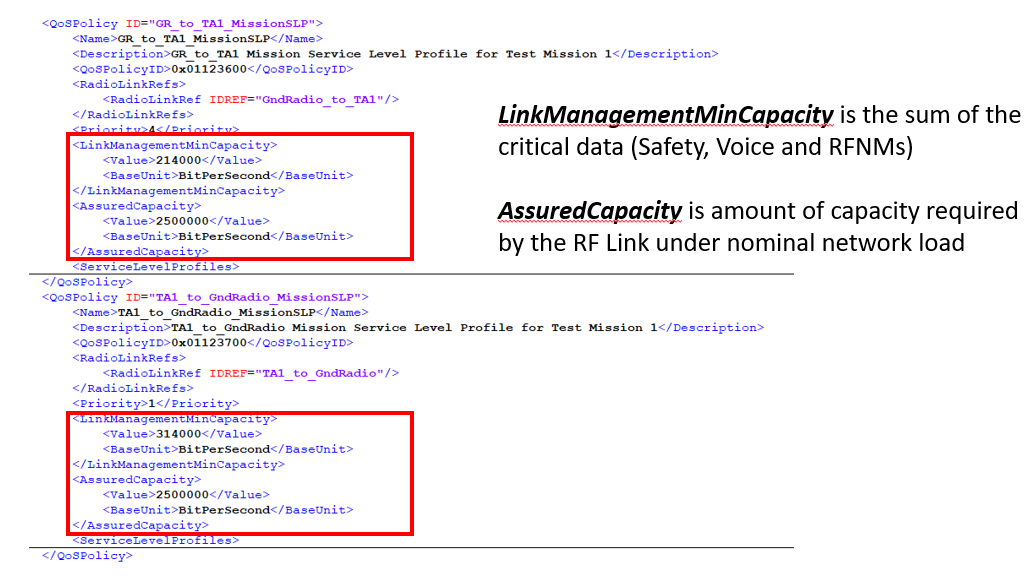 <QoSPolicy ID="GR_to_TA1_MissionSLP">
<Name>GR_to_TA1_MissionSLP</Name>
<Description>GR_to_TA1 Mission Service Level Profile for Test Mission 1</Description>
<QoSPolicyID>0x01123600</QoSPolicyID>
<RadioLinkRefs>
<RadioLinkRef IDREF="GndRadio_to_TA1"/>
</RadioLinkRefs>
<Priority>4</Priority>
<LinkManagementMinCapacity>
<Value>214000</Value>
<BaseUnit>BitPerSecond</BaseUnit>
</LinkManagementMinCapacity>
<AssuredCapacity>
<Value>2500000</Value>
<BaseUnit>BitPerSecond</BaseUnit>
</AssuredCapacity>
<ServiceLevelProfiles>
</QoSPolicy>
<QoSPolicy ID="TA1_to_GndRadio_MissionSLP">
<Name>TA1_to_GndRadio_MissionSLP</Name>
<Description>TA1_to_GndRadio Mission Service Level Profile for Test Mission 1</Description>
<QoSPolicyID>0x01123700</QoSPolicyID>
<RadioLinkRefs>
<RadioLinkRef IDREF="TA1_to_GndRadio"/>
</RadioLinkRefs>
<Priority>1</Priority>
<LinkManagementMinCapacity>
<Value>314000</Value>
<BaseUnit>BitPerSecond</BaseUnit>
</LinkManagementMinCapacity>
<AssuredCapacity>
<Value>2500000</Value>
<BaseUnit>BitPerSecond</BaseUnit>
</AssuredCapacity>
<ServiceLevelProfiles>
</QoSPolicy>
LinkManagementMinCapacity is the sum of the
critical data (Safety, Voice and RFNMs)
AssuredCapacity is amount of capacity required
by the RF Link under nominal network load